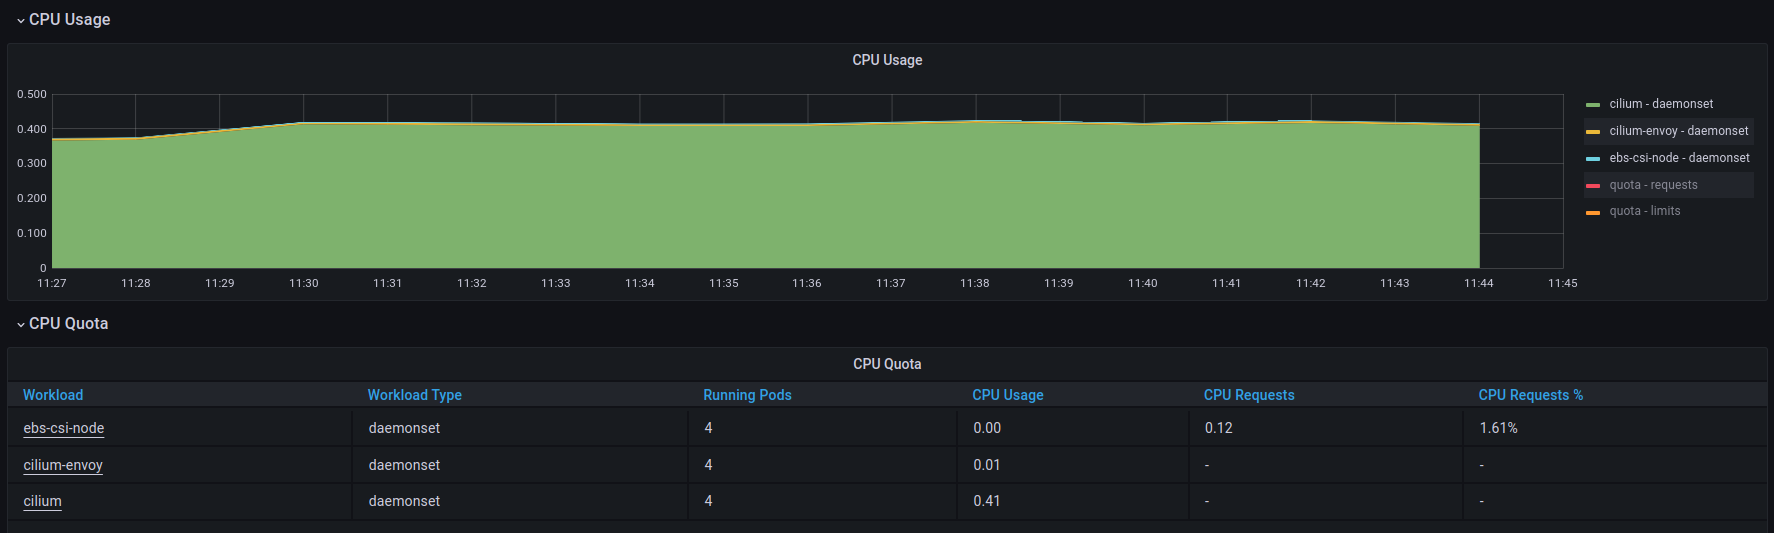 CPU Usage
CPU Usage
0.500
0.400
0.300
0.200
0.100
0
11:27 11:28 11:29 11:30 11:31 11:32 11:33 11:34 11:35 11:36 11:37 11:38 11:39 11:40 11:41 11:42 11:43 11:44 11:45
cilium - daemonset
cilium-envoy - daemonset
ebs-csi-node - daemonset
quota - requests
quota - limits
CPU Quota
CPU Quota
Workload Workload Type Running Pods CPU Usage CPU Requests CPU Requests %
ebs-csi-node daemonset 4 0.00 0.12 1.61%
cilium-envoy daemonset 4 0.01 - -
cilium daemonset 4 0.41 - -